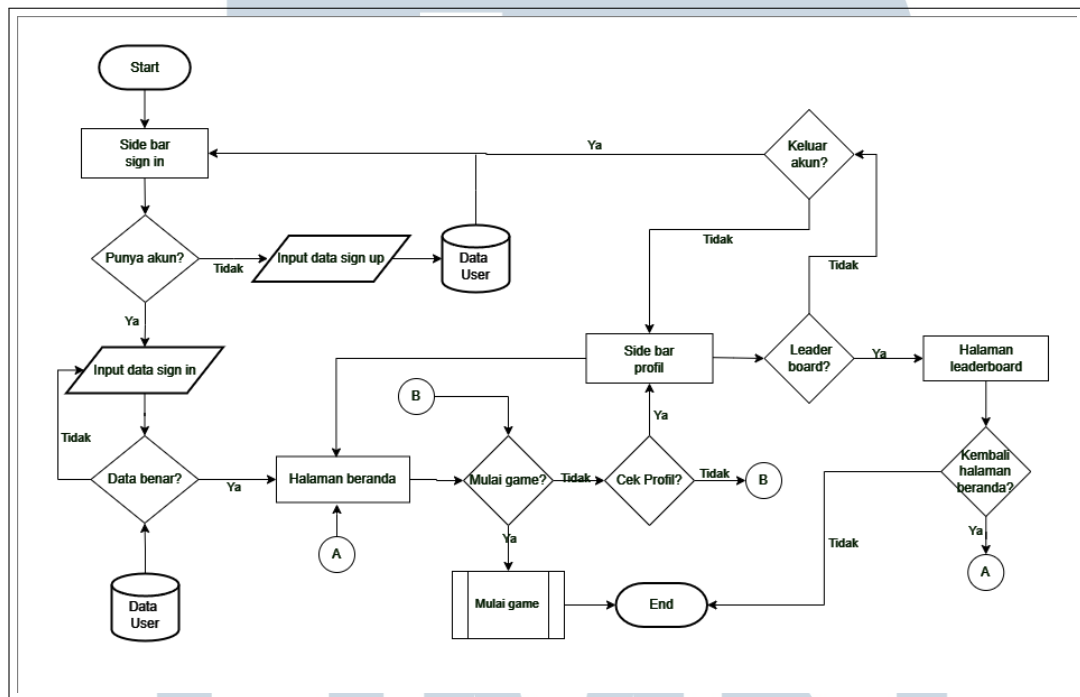 Start
Side bar
sign in
Ya
Keluar
akun?
Punya akun?
Tidak
Input data sign up
Data
User
Tidak
Tidak
Ya
Input data sign in
Side bar
profil
Leader
board?
Ya
Halaman
leaderboard
B
Ya
Tidak
Data benar?
Ya
Halaman beranda
Mulai game?
Tidak
Cek Profil?
Tidak
B
Kembali
halaman
beranda?
Ya
Ya
Tidak
A
A
Data
User
Mulai game
End